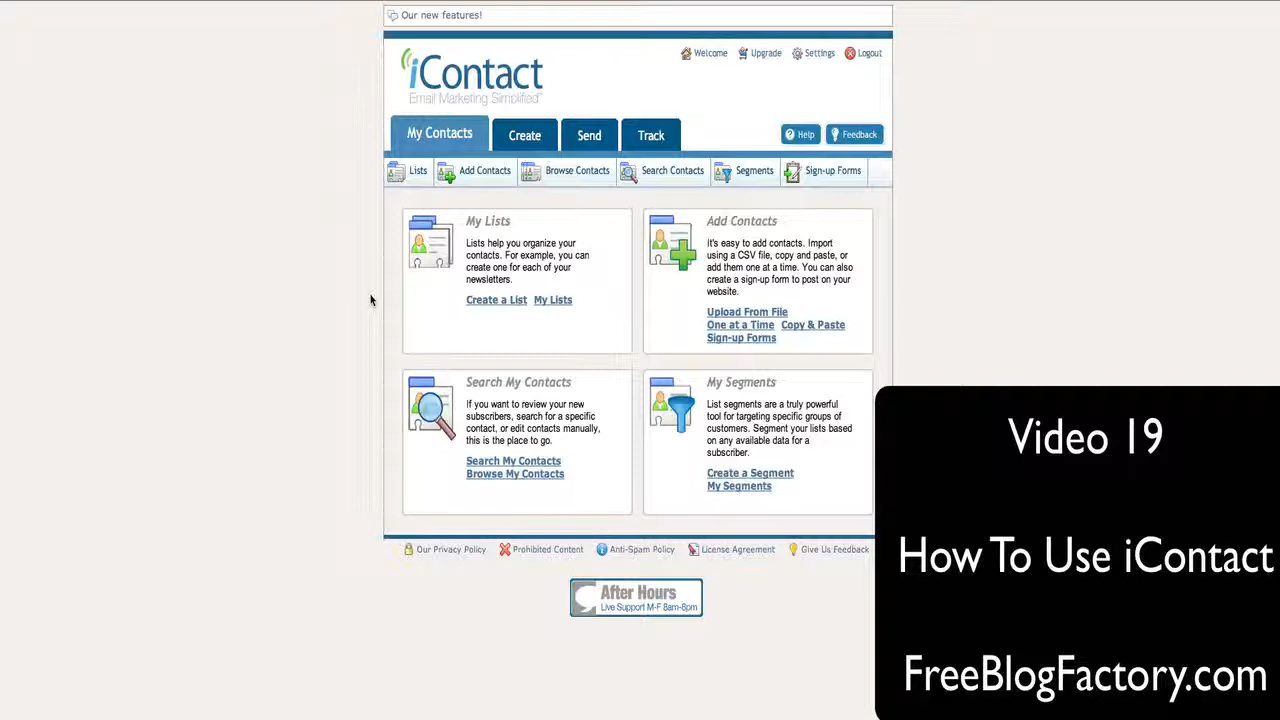 Our new features!
Welcome Upgrade Settings Logout
iContact
Email Marketing Simplified
My Contacts Create Send Track Help Feedback
Lists Add Contacts Browse Contacts Search Contacts Segments Sign-up Forms
My Lists
Lists help you organize your
contacts. For example, you can
create one for each of your
newsletters.
Create a List My Lists
Add Contacts
It's easy to add contacts. Import
using a CSV file, copy and paste, or
add them one at a time. You can also
create a sign-up form to post on your
website.
Upload From File
One at a Time Copy & Paste
Sign-up Forms
Search My Contacts
If you want to review your new
subscribers, search for a specific
contact, or edit contacts manually,
this is the place to go.
Search My Contacts
Browse My Contacts
My Segments
List segments are a truly powerful
tool for targeting specific groups of
customers. Segment your lists based
on any available data for a
subscriber.
Create a Segment
My Segments
Our Privacy Policy Prohibited Content Anti-Spam Policy License Agreement Give Us Feedback
After Hours
Live Support M-F 8am-8pm
Video 19
How To Use iContact
FreeBlogFactory.com